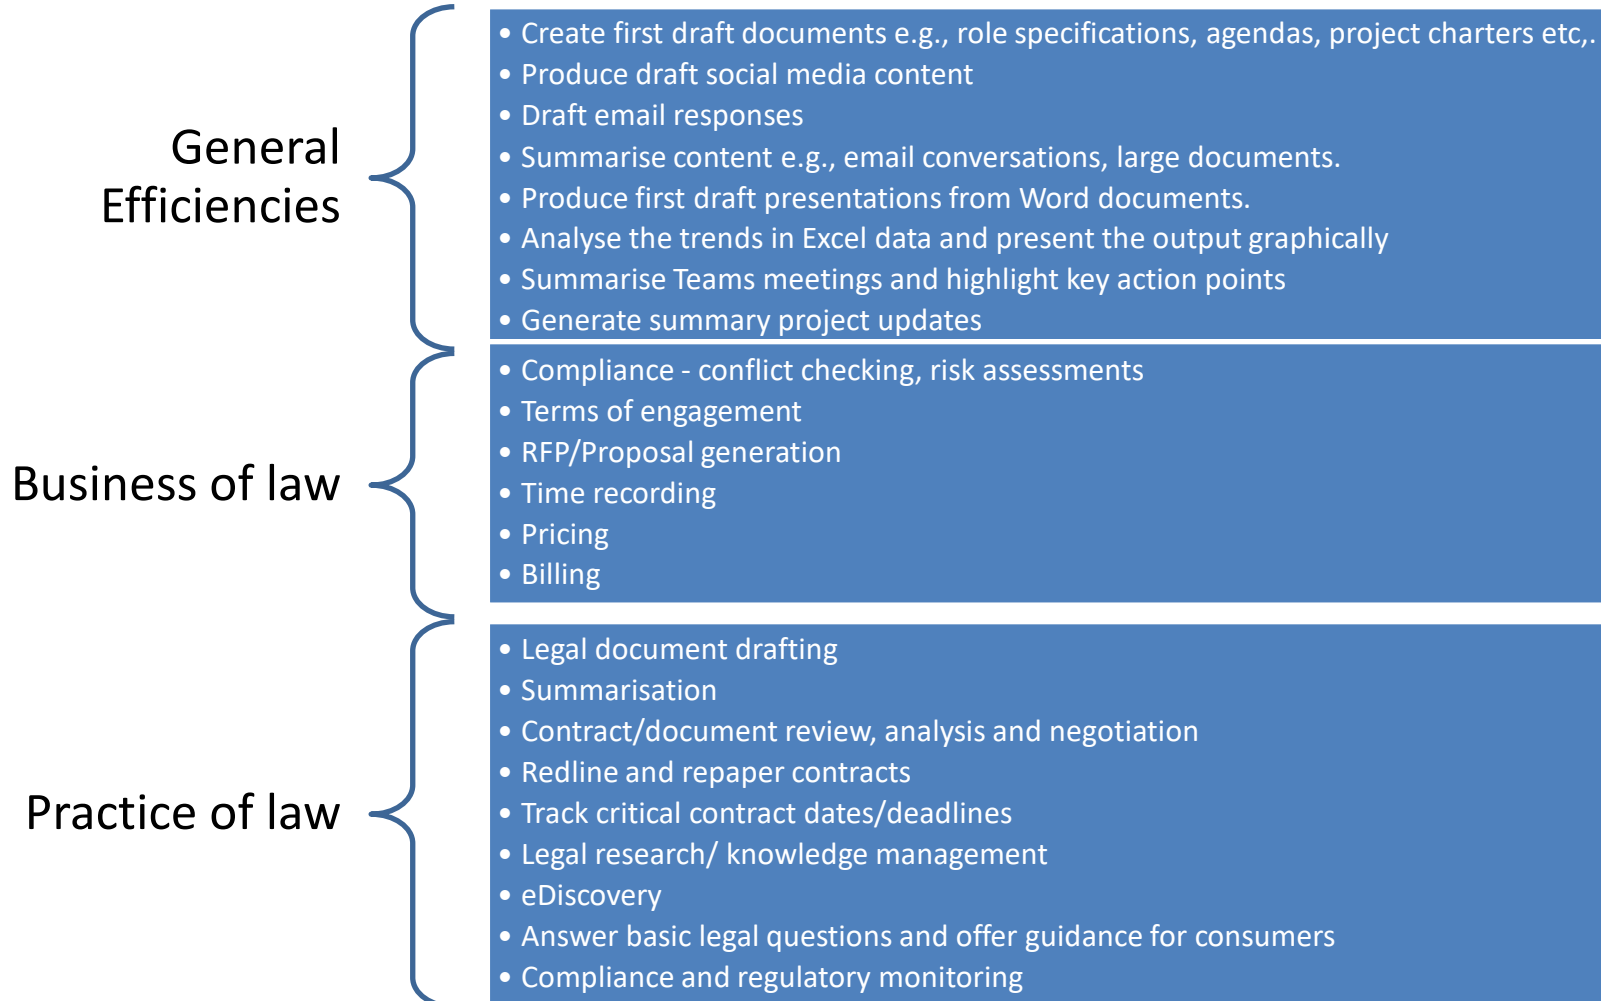 General
Efficiencies
• Create first draft documents e.g., role specifications, agendas, project charters etc,.
• Produce draft social media content
• Draft email responses
• Summarise content e.g., email conversations, large documents.
• Produce first draft presentations from Word documents.
• Analyse the trends in Excel data and present the output graphically
• Summarise Teams meetings and highlight key action points
• Generate summary project updates
Business of law
• Compliance - conflict checking, risk assessments
• Terms of engagement
• RFP/Proposal generation
• Time recording
• Pricing
• Billing
Practice of law
• Legal document drafting
• Summarisation
• Contract/document review, analysis and negotiation
• Redline and repaper contracts
• Track critical contract dates/deadlines
• Legal research/ knowledge management
• eDiscovery
• Answer basic legal questions and offer guidance for consumers
• Compliance and regulatory monitoring